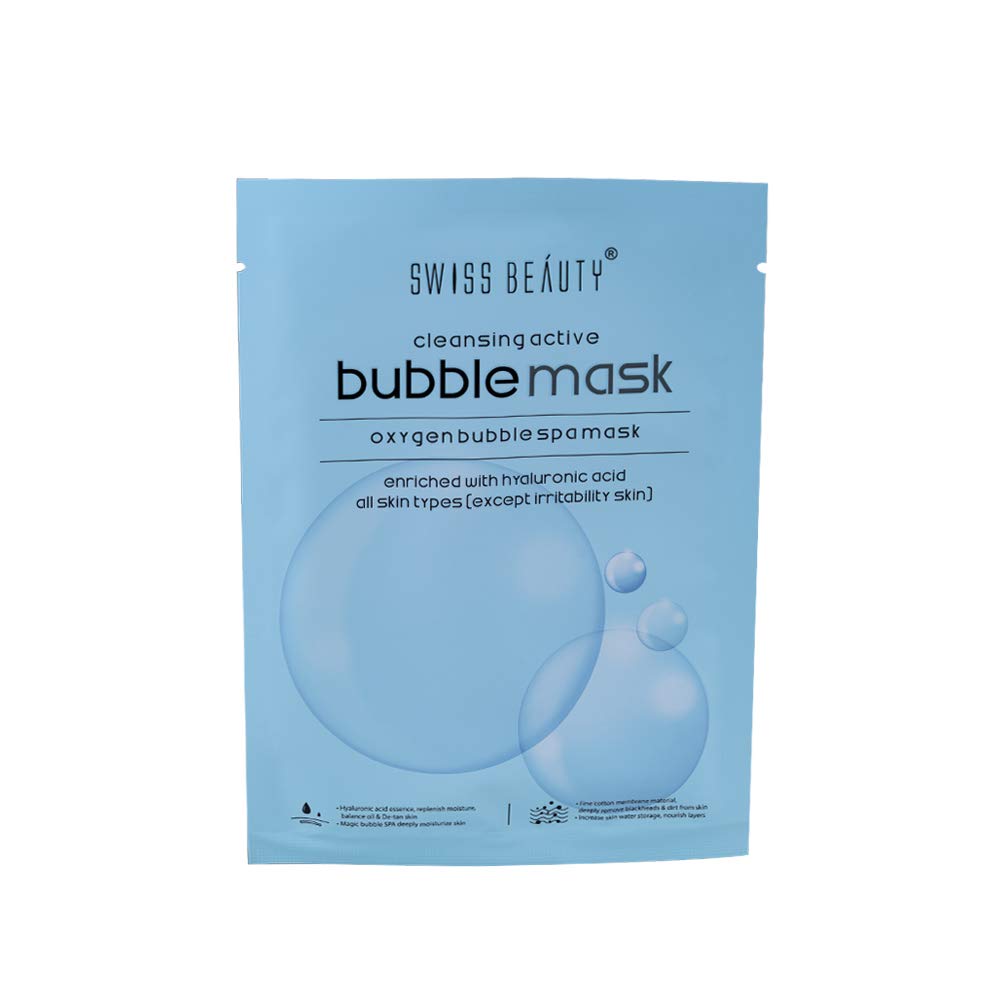 SWISS BEÁUTY®
cleansing active
bubble mask
oxygen bubble spa mask
enriched with hyaluronic acid
all skin types (except irritability skin)
• Hyaluronic acid essence, replenish moisture,
balance oil & De-tan skin
• Magic bubble SPA deeply moisturize skin
• Fine cotton membrane material,
deeply remove blackheads & dirt from skin
• Increase skin water storage, nourish layers